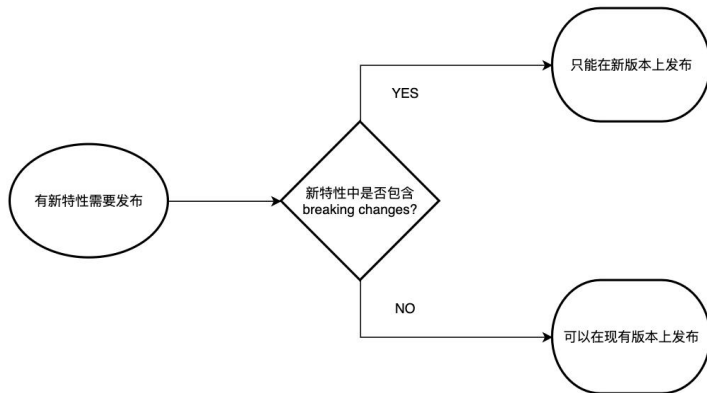 只能在新版本上发布
YES
有新特性需要发布
新特性中是否包含
breaking changes?
NO
可以在现有版本上发布